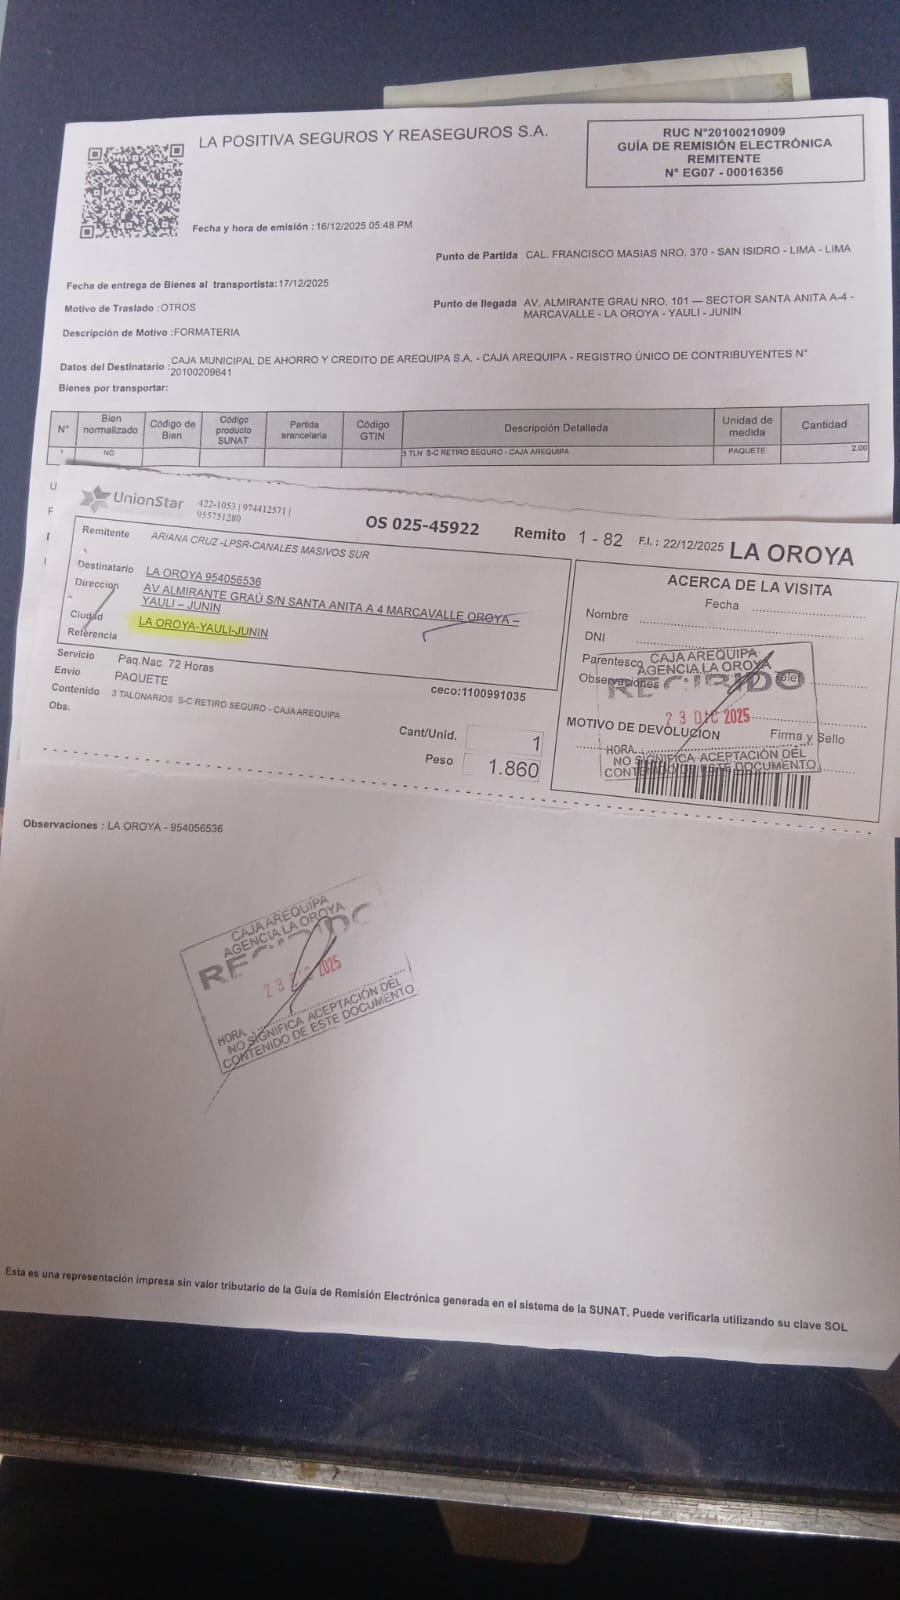 LA POSITIVA SEGUROS Y REASEGUROS S.A.
RUC N°20100210909
GUÍA DE REMISIÓN ELECTRÓNICA
REMITENTE
N° EG07 - 00016356
Fecha y hora de emisión : 16/12/2025 05:48 PM
Punto de Partida CAL. FRANCISCO MASIAS NRO. 370 - SAN ISIDRO - LIMA - LIMA
Fecha de entrega de Bienes al transportista:17/12/2025
Motivo de Traslado :OTROS
Punto de llegada AV. ALMIRANTE GRAU NRO. 101 --- SECTOR SANTA ANITA A-4 -
MARCAVALLE - LA OROYA - YAULI - JUNIN
Descripción de Motivo :FORMATERIA
Datos del Destinatario :CAJA MUNICIPAL DE AHORRO Y CREDITO DE AREQUIPA S.A. - CAJA AREQUIPA - REGISTRO ÚNICO DE CONTRIBUYENTES N°
20100209641
Bienes por transportar:
N° Bien normalizado Código de Bien Código producto SUNAT Partida arancelaria Código GTIN Descripción Detallada Unidad de medida Cantidad
1 NO 3 TLN S-C RETIRO SEGURO - CAJA AREQUIPA PAQUETE 2.00
UnionStar 422-1053 | 974412571 |
955751280
OS 025-45922 Remito 1 - 82 F.I. : 22/12/2025 LA OROYA
Remitente ARIANA CRUZ -LPSR-CANALES MASIVOS SUR
Destinatario LA OROYA 954056536
Direccion AV ALMIRANTE GRAÚ S/N SANTA ANITA A 4 MARCAVALLE OROYA –
YAULI – JUNIN
Ciudad LA OROYA-YAULI-JUNIN
Referencia
Servicio Paq.Nac. 72 Horas
Envio PAQUETE
ceco:1100991035
Contenido 3 TALONARIOS S-C RETIRO SEGURO - CAJA AREQUIPA
Obs.
Cant/Unid. 1
Peso 1.860
ACERCA DE LA VISITA
Fecha
Nombre
DNI
Parentesco
Observaciones
MOTIVO DE DEVOLUCION
Firma y Sello
CAJA AREQUIPA
AGENCIA LA OROYA
RECIBIDO
23 DIC 2025
HORA
NO SIGNIFICA ACEPTACIÓN DEL
CONTENIDO DE ESTE DOCUMENTO
Observaciones : LA OROYA - 954056536
CAJA AREQUIPA
AGENCIA LA OROYA
RECIBIDO
23 DIC 2025
HORA
NO SIGNIFICA ACEPTACIÓN DEL
CONTENIDO DE ESTE DOCUMENTO
Esta es una representación impresa sin valor tributario de la Guía de Remisión Electrónica generada en el sistema de la SUNAT. Puede verificarla utilizando su clave SOL